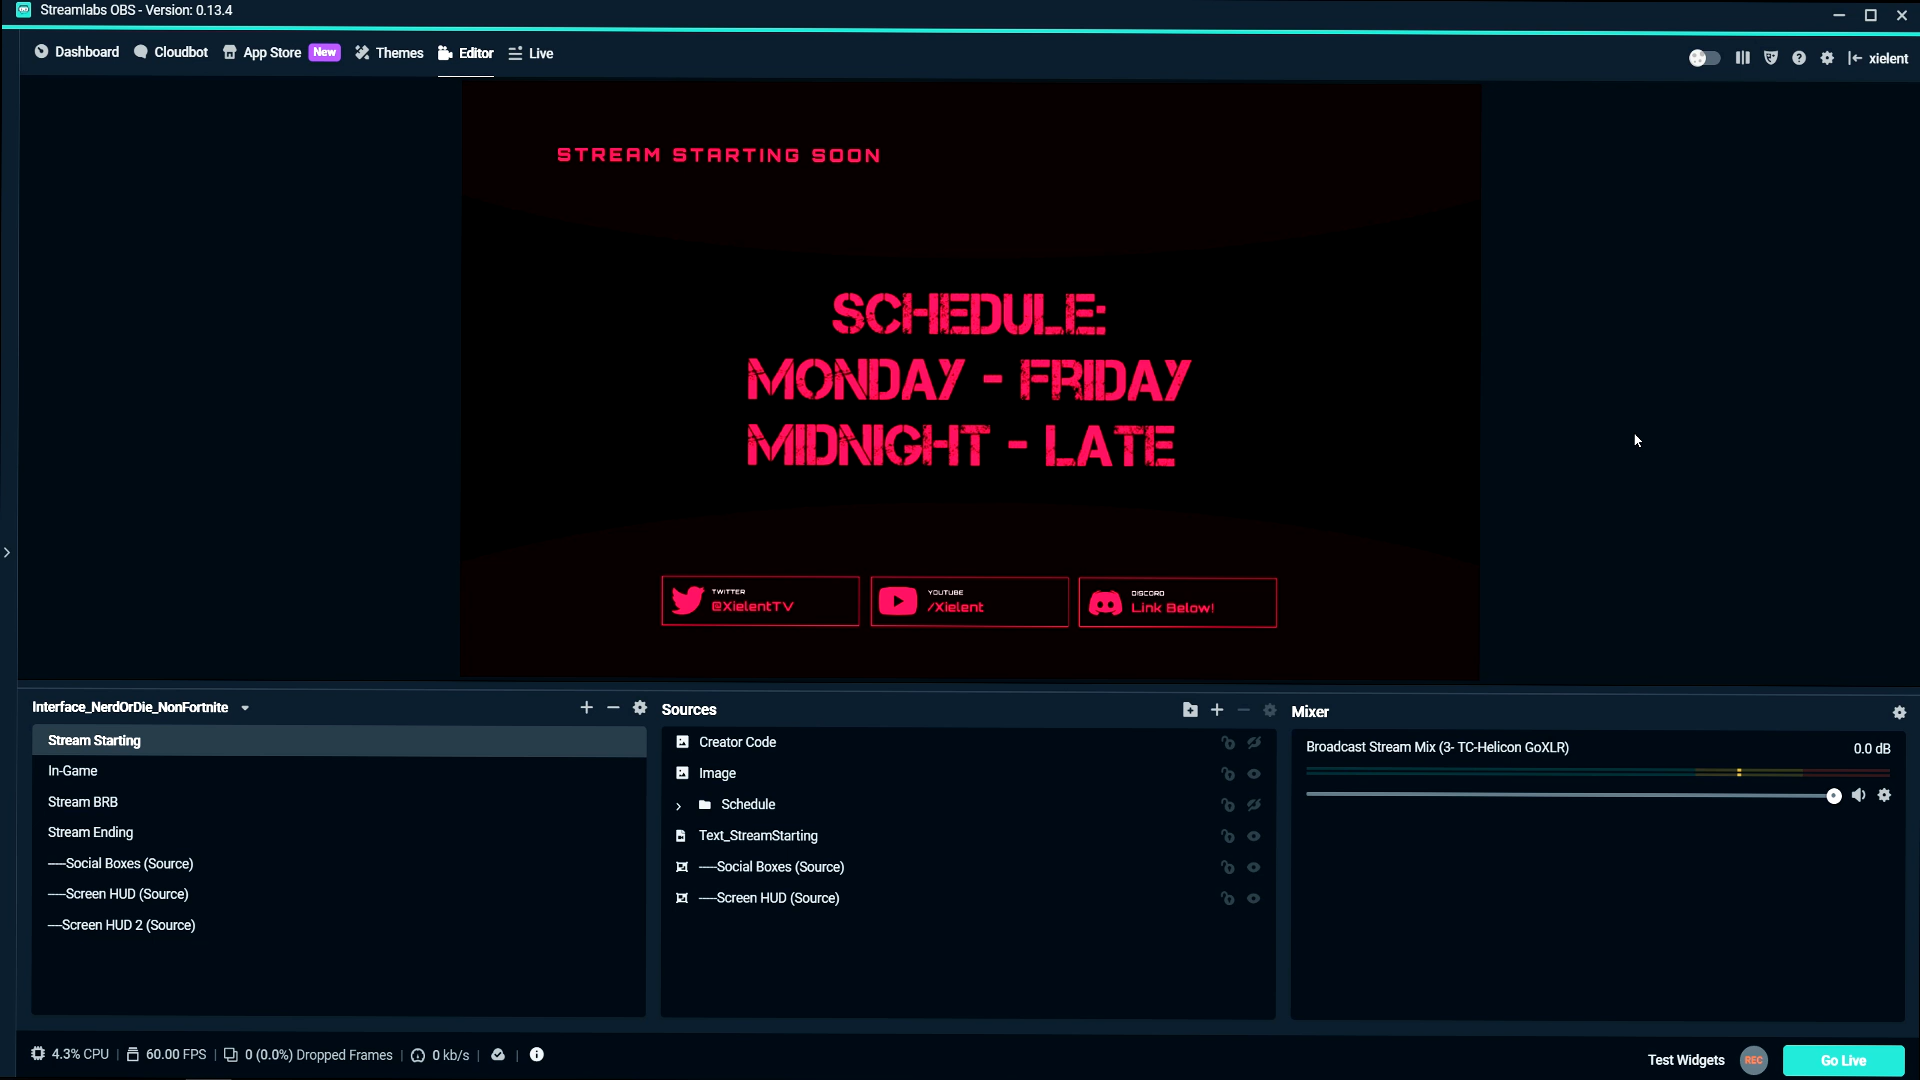 Streamlabs OBS - Version: 0.13.4
Dashboard Cloudbot App Store New Themes Editor Live
xielent
STREAM STARTING SOON
SCHEDULE:
MONDAY - FRIDAY
MIDNIGHT - LATE
TWITTER
@XielentTV
YOUTUBE
/Xielent
DISCORD
Link Below!
Interface_NerdOrDie_NonFortnite
Stream Starting
In-Game
Stream BRB
Stream Ending
----Social Boxes (Source)
----Screen HUD (Source)
----Screen HUD 2 (Source)
Sources
Creator Code
Image
Schedule
Text_StreamStarting
----Social Boxes (Source)
----Screen HUD (Source)
Mixer
Broadcast Stream Mix (3- TC-Helicon GoXLR) 0.0 dB
4.3% CPU | 60.00 FPS | 0 (0.0%) Dropped Frames | 0 kb/s
Test Widgets REC Go Live